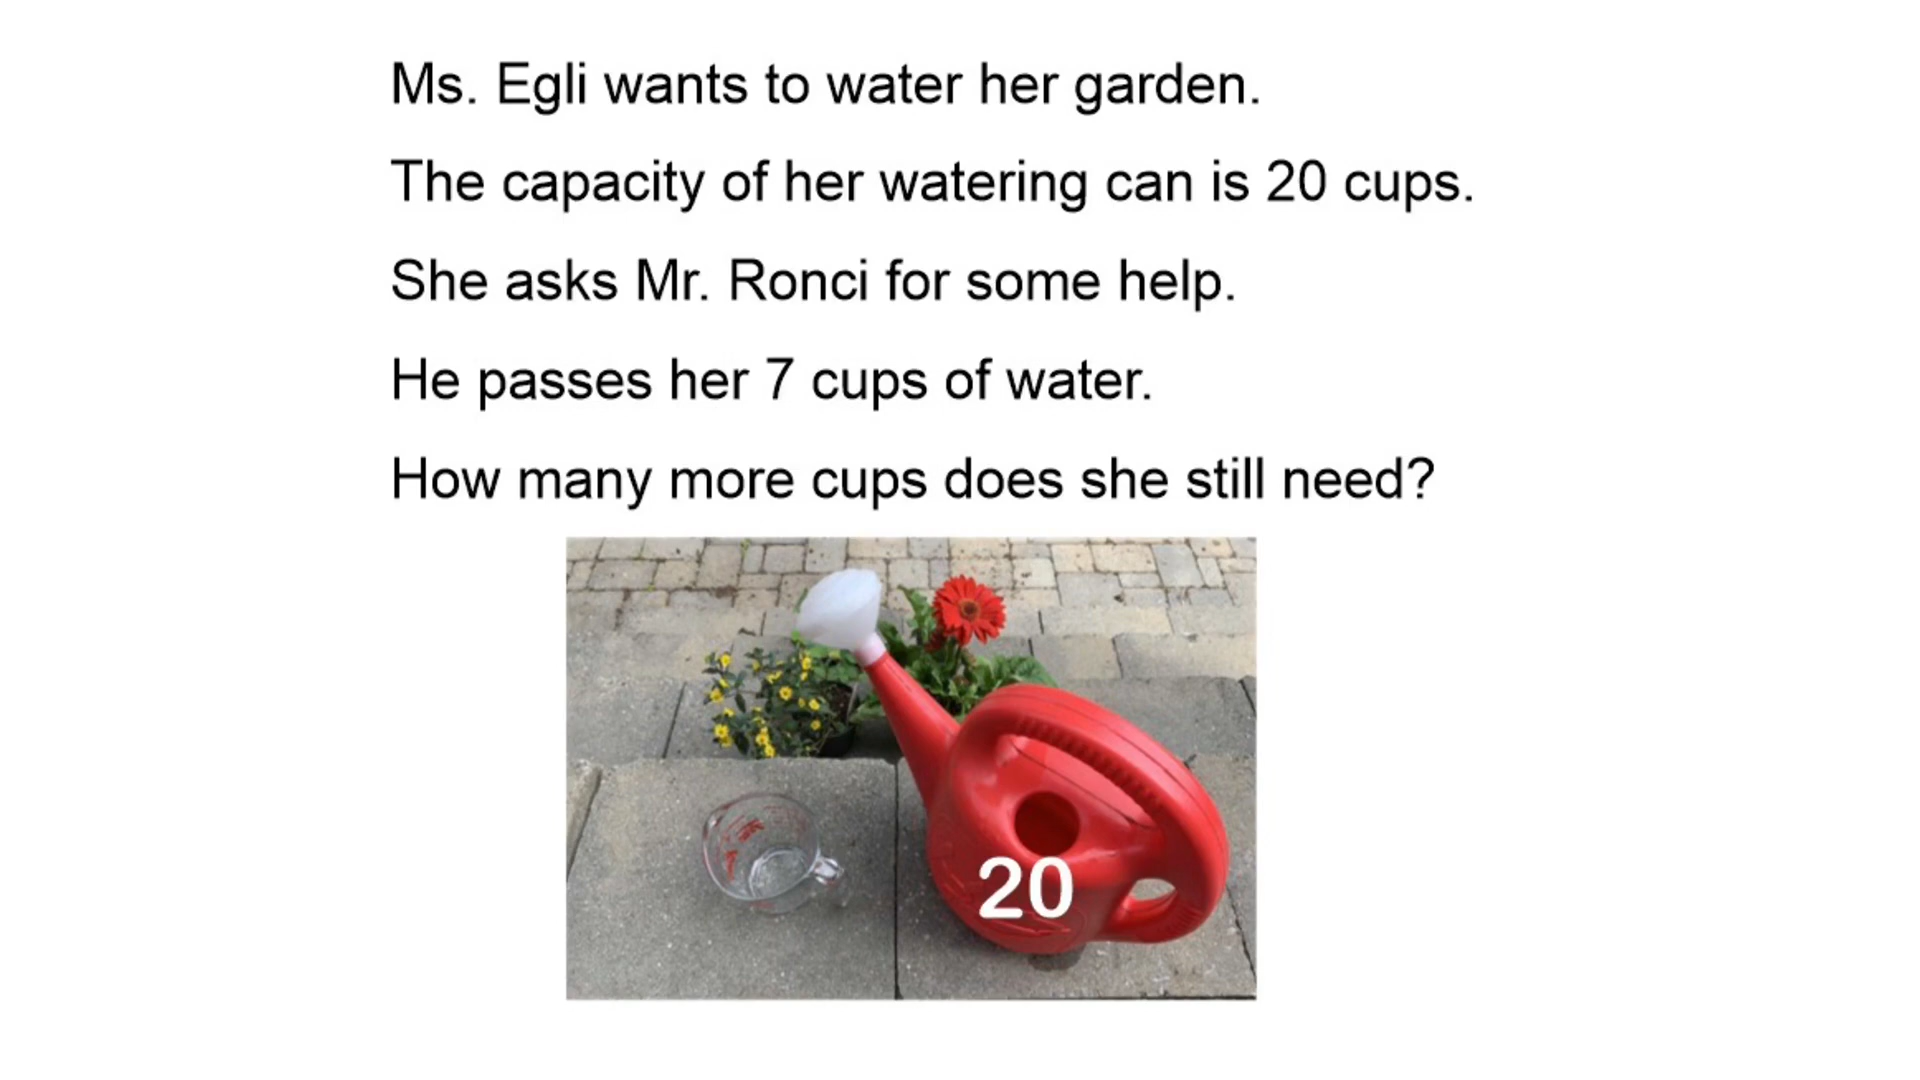 Ms. Egli wants to water her garden.
The capacity of her watering can is 20 cups.
She asks Mr. Ronci for some help.
He passes her 7 cups of water.
How many more cups does she still need?
20